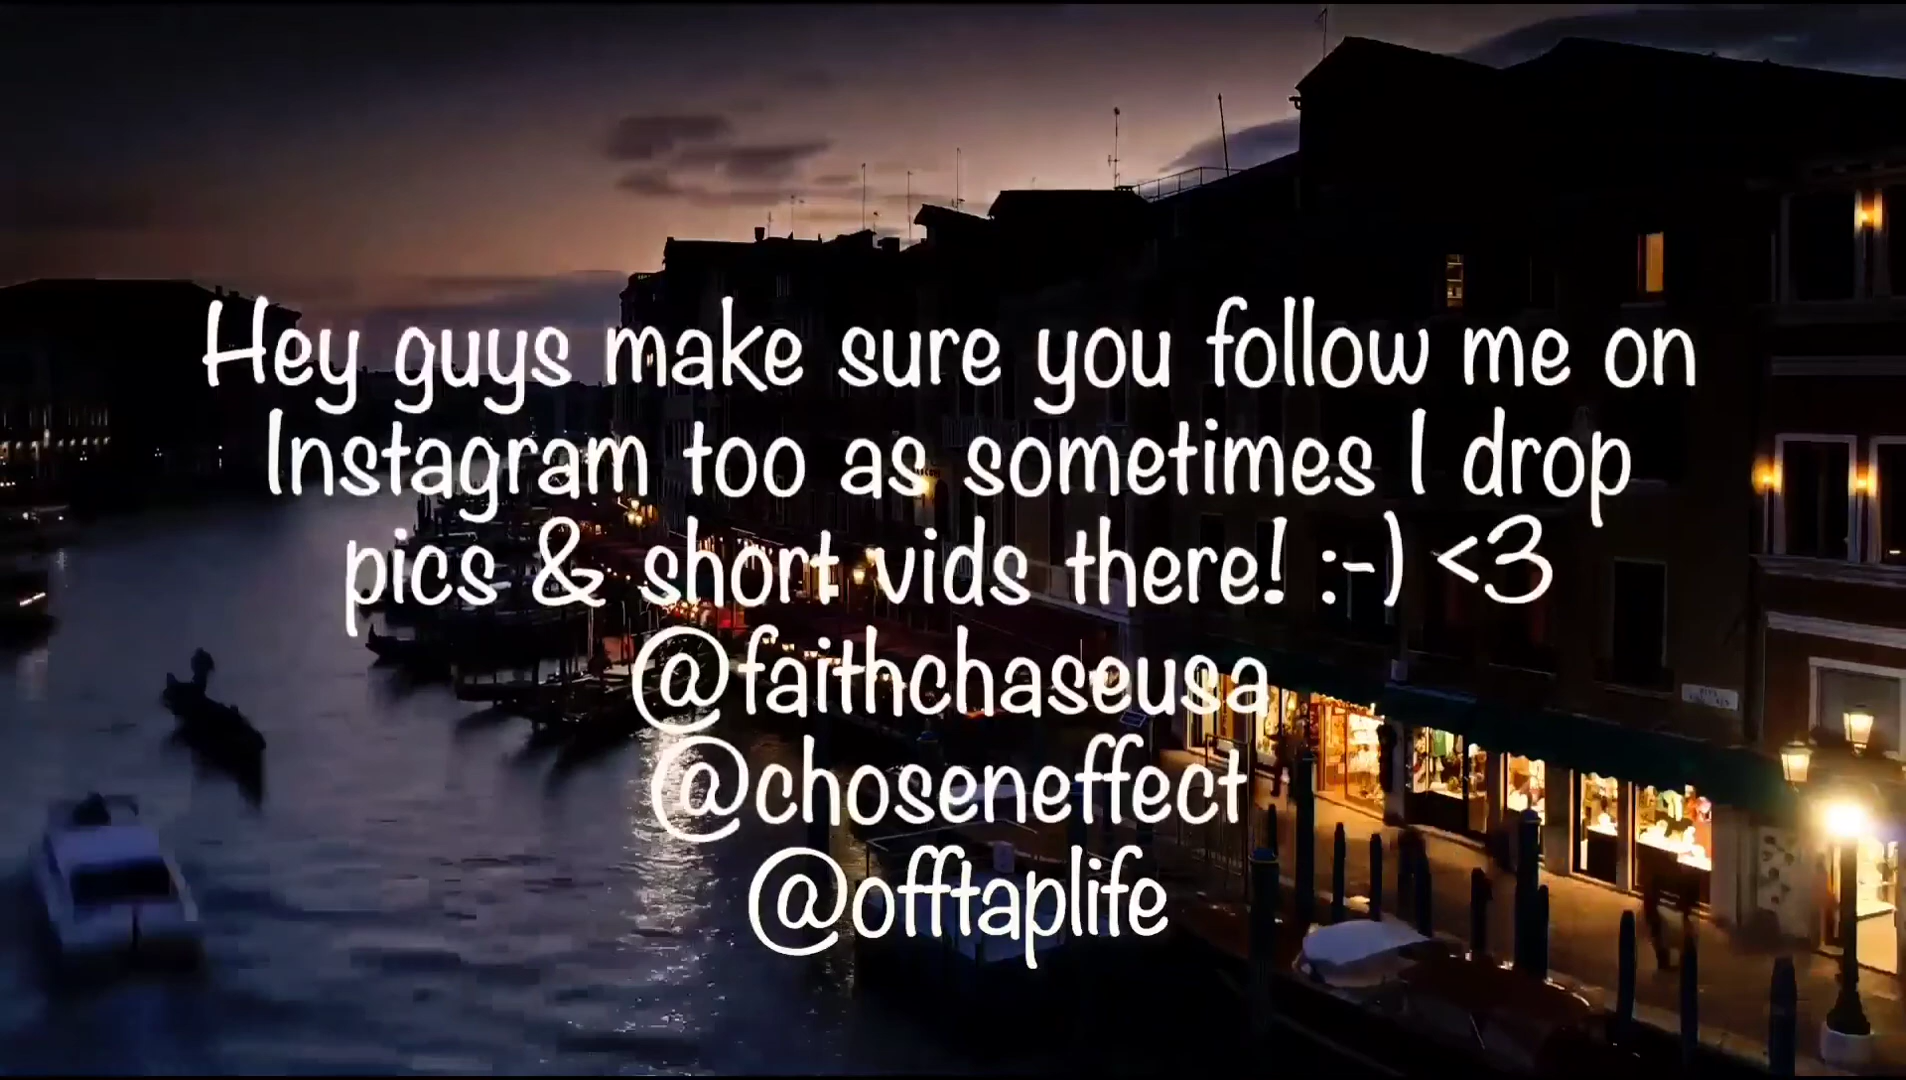 Hey guys make sure you follow me on
Instagram too as sometimes I drop
pics & short vids there! :-) <3
@faithchaseusa
@choseneffect
@offtaplife